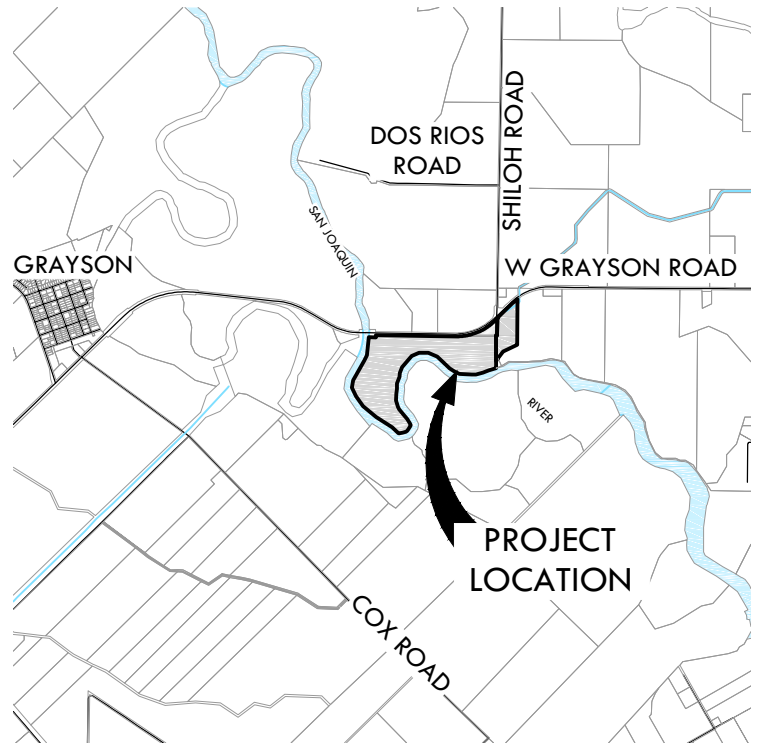 DOS RIOS
ROAD
SHILOH ROAD
SAN JOAQUIN
GRAYSON
W GRAYSON ROAD
RIVER
PROJECT
LOCATION
COX ROAD